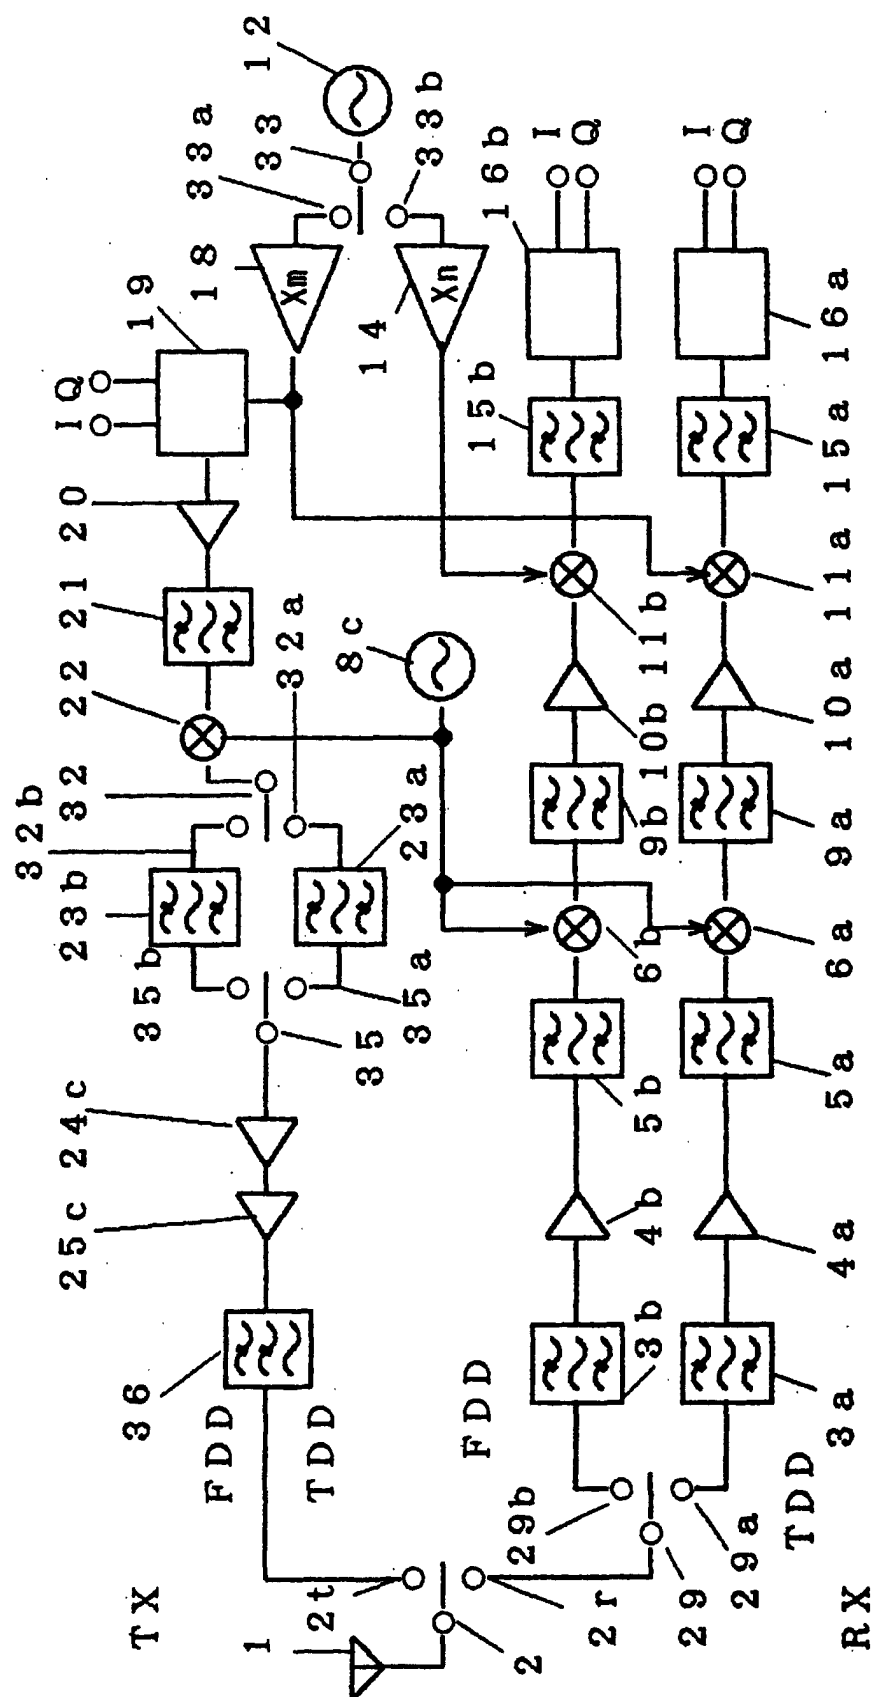 TX
1
2t
2
2r
RX
FDD
TDD
36
25c
24c
35
35b
35a
23b
23a
32b
32
32a
22
21
20
I
Q
19
18
Xm
12
33a
33
33b
14
Xn
8c
FDD
TDD
29b
29
29a
3b
4b
5b
6b
9b
10b
11b
15b
16b
I
Q
3a
4a
5a
6a
9a
10a
11a
15a
16a
I
Q